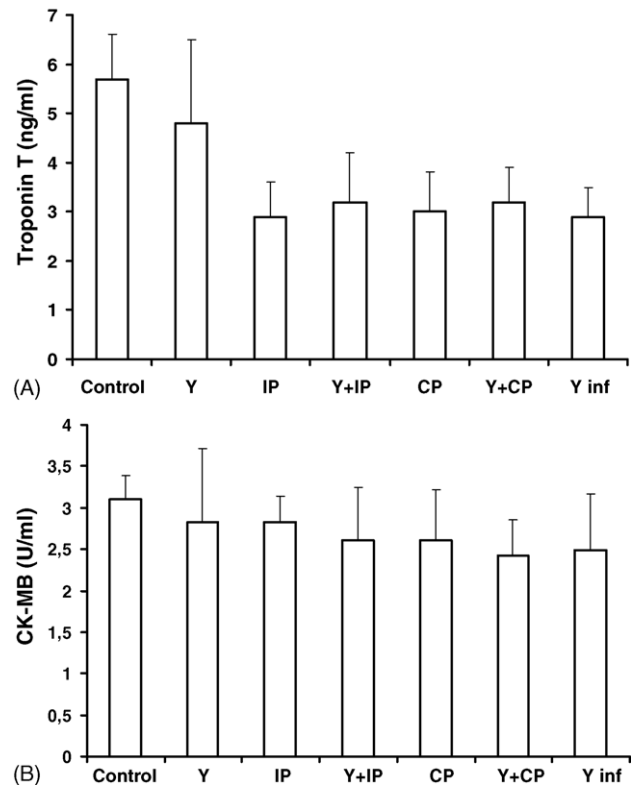 7
6
5
4
3
2
1
0
Troponin T (ng/ml)
(A)
Control Y IP Y+IP CP Y+CP Y inf
4
3,5
3
2,5
2
1,5
1
0,5
0
CK-MB (U/ml)
(B)
Control Y IP Y+IP CP Y+CP Y inf